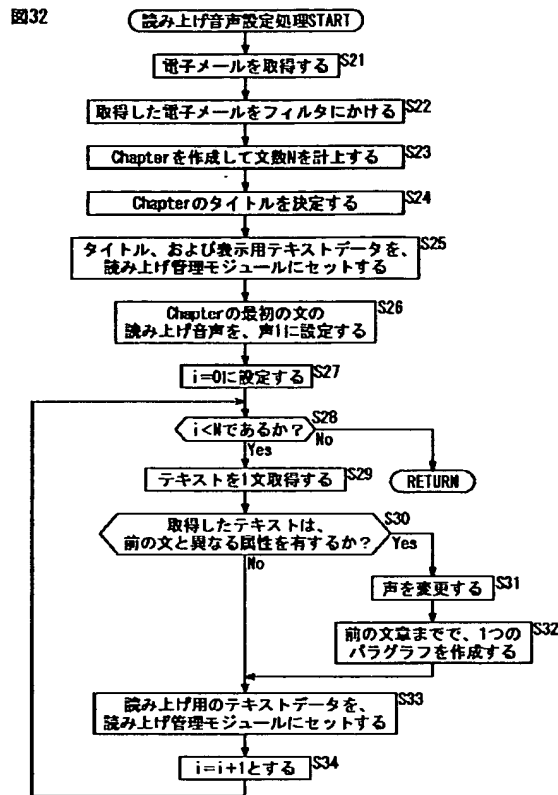 図32
読み上げ音声設定処理START
電子メールを取得する S21
取得した電子メールをフィルタにかける S22
Chapterを作成して文数Nを計上する S23
Chapterのタイトルを決定する S24
タイトル、および表示用テキストデータを、
読み上げ管理モジュールにセットする S25
Chapterの最初の文の
読み上げ音声を、声1に設定する S26
i=0に設定する S27
i<Nであるか? S28
No
Yes
テキストを1文取得する S29
RETURN
取得したテキストは、
前の文と異なる属性を有するか? S30
Yes
No
声を変更する S31
前の文章までで、1つの
パラグラフを作成する S32
読み上げ用のテキストデータを、
読み上げ管理モジュールにセットする S33
i=i+1とする S34